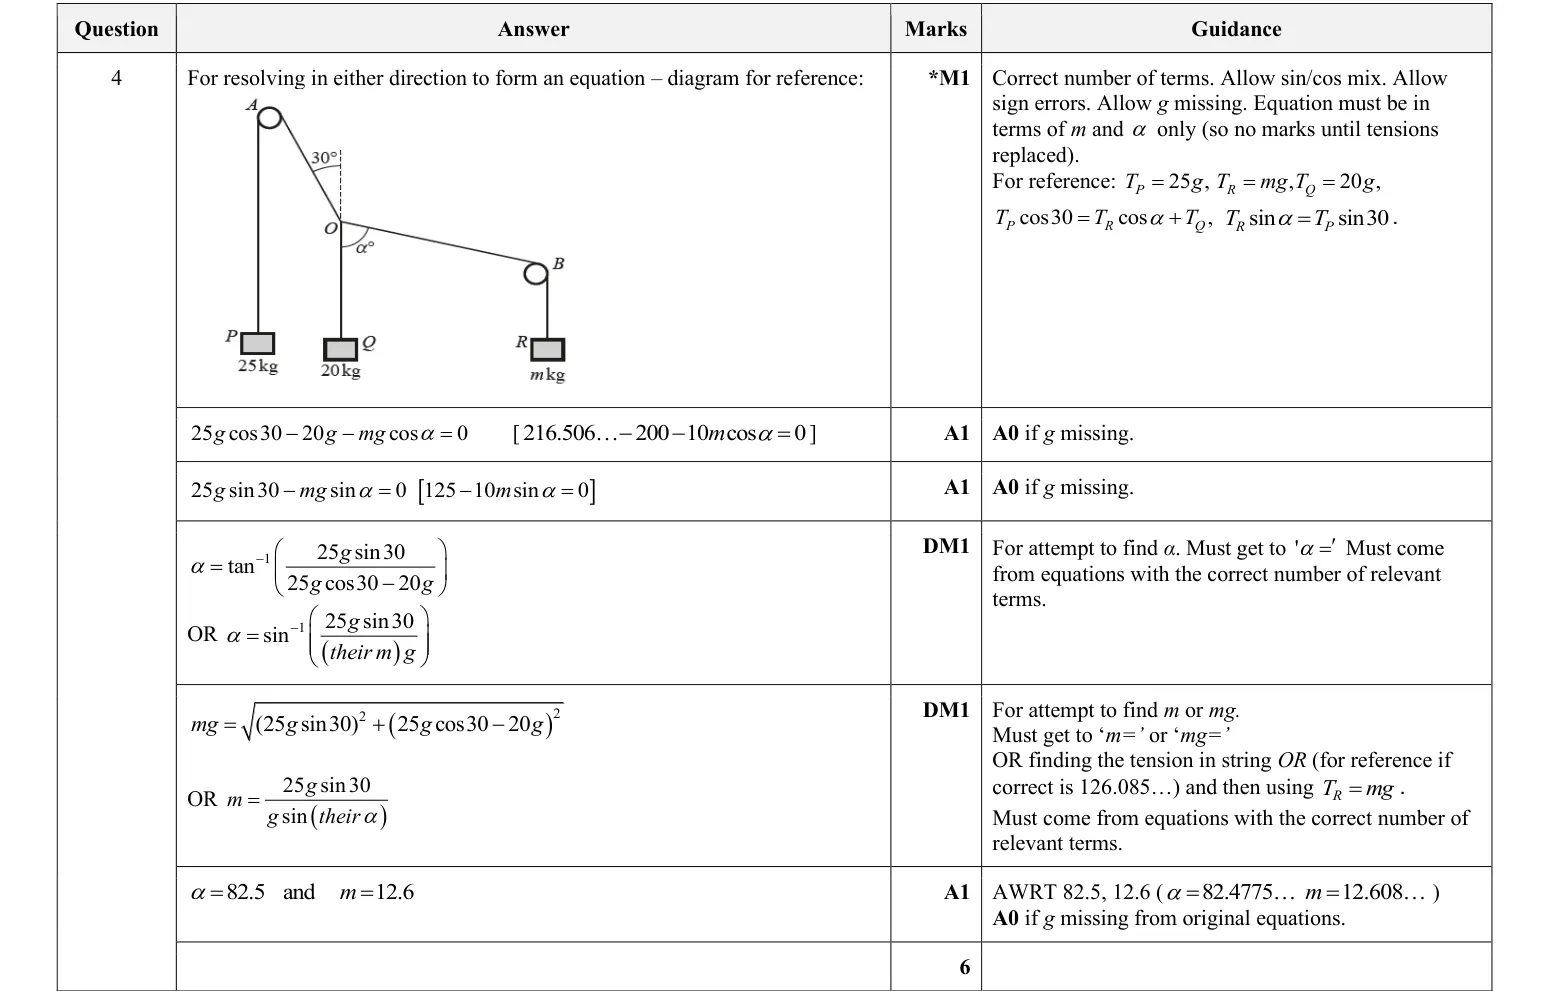 Question Answer Marks Guidance
4 For resolving in either direction to form an equation – diagram for reference: *M1 Correct number of terms. Allow sin/cos mix. Allow
sign errors. Allow g missing. Equation must be in
terms of m and α only (so no marks until tensions
replaced).
For reference: T_P = 25g, T_R = mg, T_Q = 20g,
T_P cos30 = T_R cosα + T_Q, T_R sinα = T_P sin30.
A
30°
O
α°
B
P
Q
R
25kg
20kg
mkg
25g cos30 − 20g − mg cosα = 0 [216.506… − 200 − 10m cosα = 0] A1 A0 if g missing.
25g sin30 − mg sinα = 0 [125 − 10m sinα = 0] A1 A0 if g missing.
α = tan⁻¹(25g sin30 / (25g cos30 − 20g)) DM1 For attempt to find α. Must get to 'α =' Must come
from equations with the correct number of relevant
terms.
OR α = sin⁻¹(25g sin30 / (their m)g)
mg = √((25g sin30)² + (25g cos30 − 20g)²) DM1 For attempt to find m or mg.
Must get to ‘m=’ or ‘mg=’
OR finding the tension in string OR (for reference if
correct is 126.085…) and then using T_R = mg.
Must come from equations with the correct number of
relevant terms.
OR m = 25g sin30 / g sin(their α)
α = 82.5 and m = 12.6 A1 AWRT 82.5, 12.6 (α = 82.4775… m = 12.608… )
A0 if g missing from original equations.
6